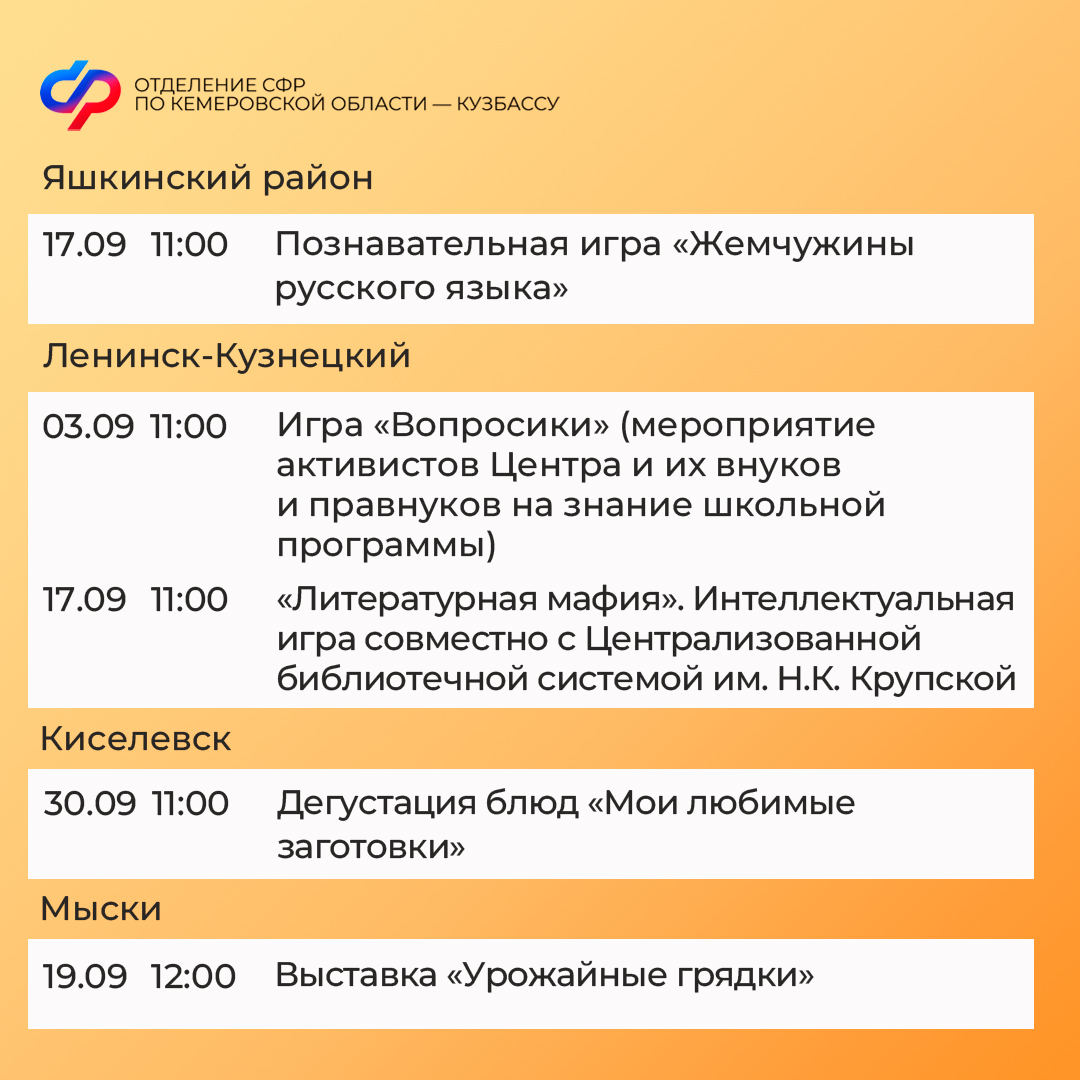 ОТДЕЛЕНИЕ СФР
ПО КЕМЕРОВСКОЙ ОБЛАСТИ — КУЗБАССУ
Яшкинский район
17.09 11:00 Познавательная игра «Жемчужины
русского языка»
Ленинск-Кузнецкий
03.09 11:00 Игра «Вопросики» (мероприятие
активистов Центра и их внуков
и правнуков на знание школьной
программы)
17.09 11:00 «Литературная мафия». Интеллектуальная
игра совместно с Централизованной
библиотечной системой им. Н.К. Крупской
Киселевск
30.09 11:00 Дегустация блюд «Мои любимые
заготовки»
Мыски
19.09 12:00 Выставка «Урожайные грядки»